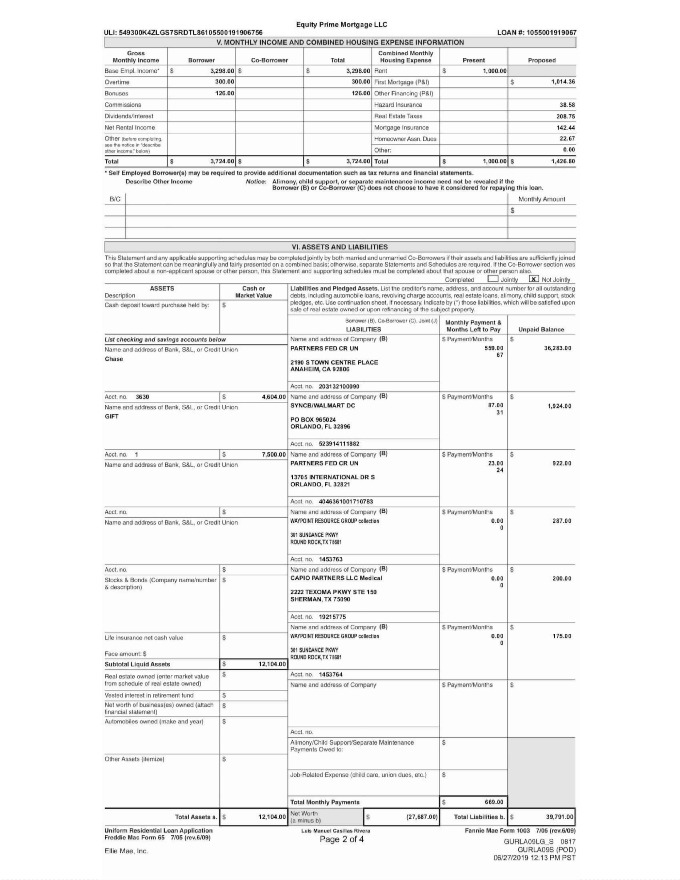 Equity Prime Mortgage LLC
ULI: 549300K4ZLGS7SRDTL86105500191906756 LOAN #: 1055001919067
V. MONTHLY INCOME AND COMBINED HOUSING EXPENSE INFORMATION
Gross Monthly Income Borrower Co-Borrower Total Combined Monthly Housing Expense Present Proposed
Base Empl. Income* $ 3,298.00 $ $ 3,298.00 Rent $ 1,000.00
Overtime 300.00 300.00 First Mortgage (P&I) $ 1,014.36
Bonuses 126.00 126.00 Other Financing (P&I)
Commissions Hazard Insurance 38.58
Dividends/Interest Real Estate Taxes 208.75
Net Rental Income Mortgage Insurance 142.44
Other (before completing, see the notice in "describe other income," below) Homeowner Assn. Dues 22.67
Other: 0.00
Total $ 3,724.00 $ $ 3,724.00 Total $ 1,000.00 $ 1,426.80
* Self Employed Borrower(s) may be required to provide additional documentation such as tax returns and financial statements.
Describe Other Income Notice: Alimony, child support, or separate maintenance income need not be revealed if the
Borrower (B) or Co-Borrower (C) does not choose to have it considered for repaying this loan.
B/C Monthly Amount
$
VI. ASSETS AND LIABILITIES
This Statement and any applicable supporting schedules may be completed jointly by both married and unmarried Co-Borrowers if their assets and liabilities are sufficiently joined
so that the Statement can be meaningfully and fairly presented on a combined basis; otherwise, separate Statements and Schedules are required. If the Co-Borrower section was
completed about a non-applicant spouse or other person, this Statement and supporting schedules must be completed about that spouse or other person also.
Completed Jointly X Not Jointly
ASSETS
Description
Cash or Market Value
Cash deposit toward purchase held by: $
Liabilities and Pledged Assets. List the creditor's name, address, and account number for all outstanding
debts, including automobile loans, revolving charge accounts, real estate loans, alimony, child support, stock
pledges, etc. Use continuation sheet, if necessary. Indicate by (*) those liabilities, which will be satisfied upon
sale of real estate owned or upon refinancing of the subject property.
Borrower (B), Co-Borrower (C), Joint (J)
LIABILITIES
Monthly Payment & Months Left to Pay
Unpaid Balance
List checking and savings accounts below
Name and address of Bank, S&L, or Credit Union
Chase
Name and address of Company (B) $ Payment/Months $
PARTNERS FED CR UN 559.00 36,283.00
67
2190 S TOWN CENTRE PLACE
ANAHEIM, CA 92806
Acct. no. 203132100090
Acct. no. 3630 $ 4,604.00
Name and address of Bank, S&L, or Credit Union
GIFT
Name and address of Company (B) $ Payment/Months $
SYNCB/WALMART DC 87.00 1,924.00
31
PO BOX 965024
ORLANDO, FL 32896
Acct. no. 523914111882
Acct. no. 1 $ 7,500.00
Name and address of Bank, S&L, or Credit Union
Name and address of Company (B) $ Payment/Months $
PARTNERS FED CR UN 23.00 922.00
24
13705 INTERNATIONAL DR S
ORLANDO, FL 32821
Acct. no. 4046361001710783
Acct. no. $
Name and address of Bank, S&L, or Credit Union
Name and address of Company (B) $ Payment/Months $
WAYPOINT RESOURCE GROUP collection 0.00 287.00
0
301 SUNDANCE PKWY
ROUND ROCK, TX 78681
Acct. no. 1453763
Acct. no. $
Stocks & Bonds (Company name/number & description) $
Name and address of Company (B) $ Payment/Months $
CAPIO PARTNERS LLC Medical 0.00 200.00
0
2222 TEXOMA PKWY STE 150
SHERMAN, TX 75090
Acct. no. 19215775
Life insurance net cash value $
Face amount: $
Name and address of Company (B) $ Payment/Months $
WAYPOINT RESOURCE GROUP collection 0.00 175.00
0
301 SUNDANCE PKWY
ROUND ROCK, TX 78681
Acct. no. 1453764
Subtotal Liquid Assets $ 12,104.00
Real estate owned (enter market value from schedule of real estate owned) $
Vested interest in retirement fund $
Net worth of business(es) owned (attach financial statement) $
Automobiles owned (make and year) $
Name and address of Company $ Payment/Months $
Acct. no.
Alimony/Child Support/Separate Maintenance Payments Owed to: $
Other Assets (itemize) $
Job-Related Expense (child care, union dues, etc.) $
Total Monthly Payments $ 669.00
Total Assets a. $ 12,104.00 Net Worth (a minus b) $ (27,687.00) Total Liabilities b. $ 39,791.00
Uniform Residential Loan Application Luis Manuel Casillas Rivera Fannie Mae Form 1003 7/05 (rev.6/09)
Freddie Mac Form 65 7/05 (rev.6/09) Page 2 of 4
GURLA09LG_S 0817
Ellie Mae, Inc. GURLA09S (POD)
06/27/2019 12:13 PM PST